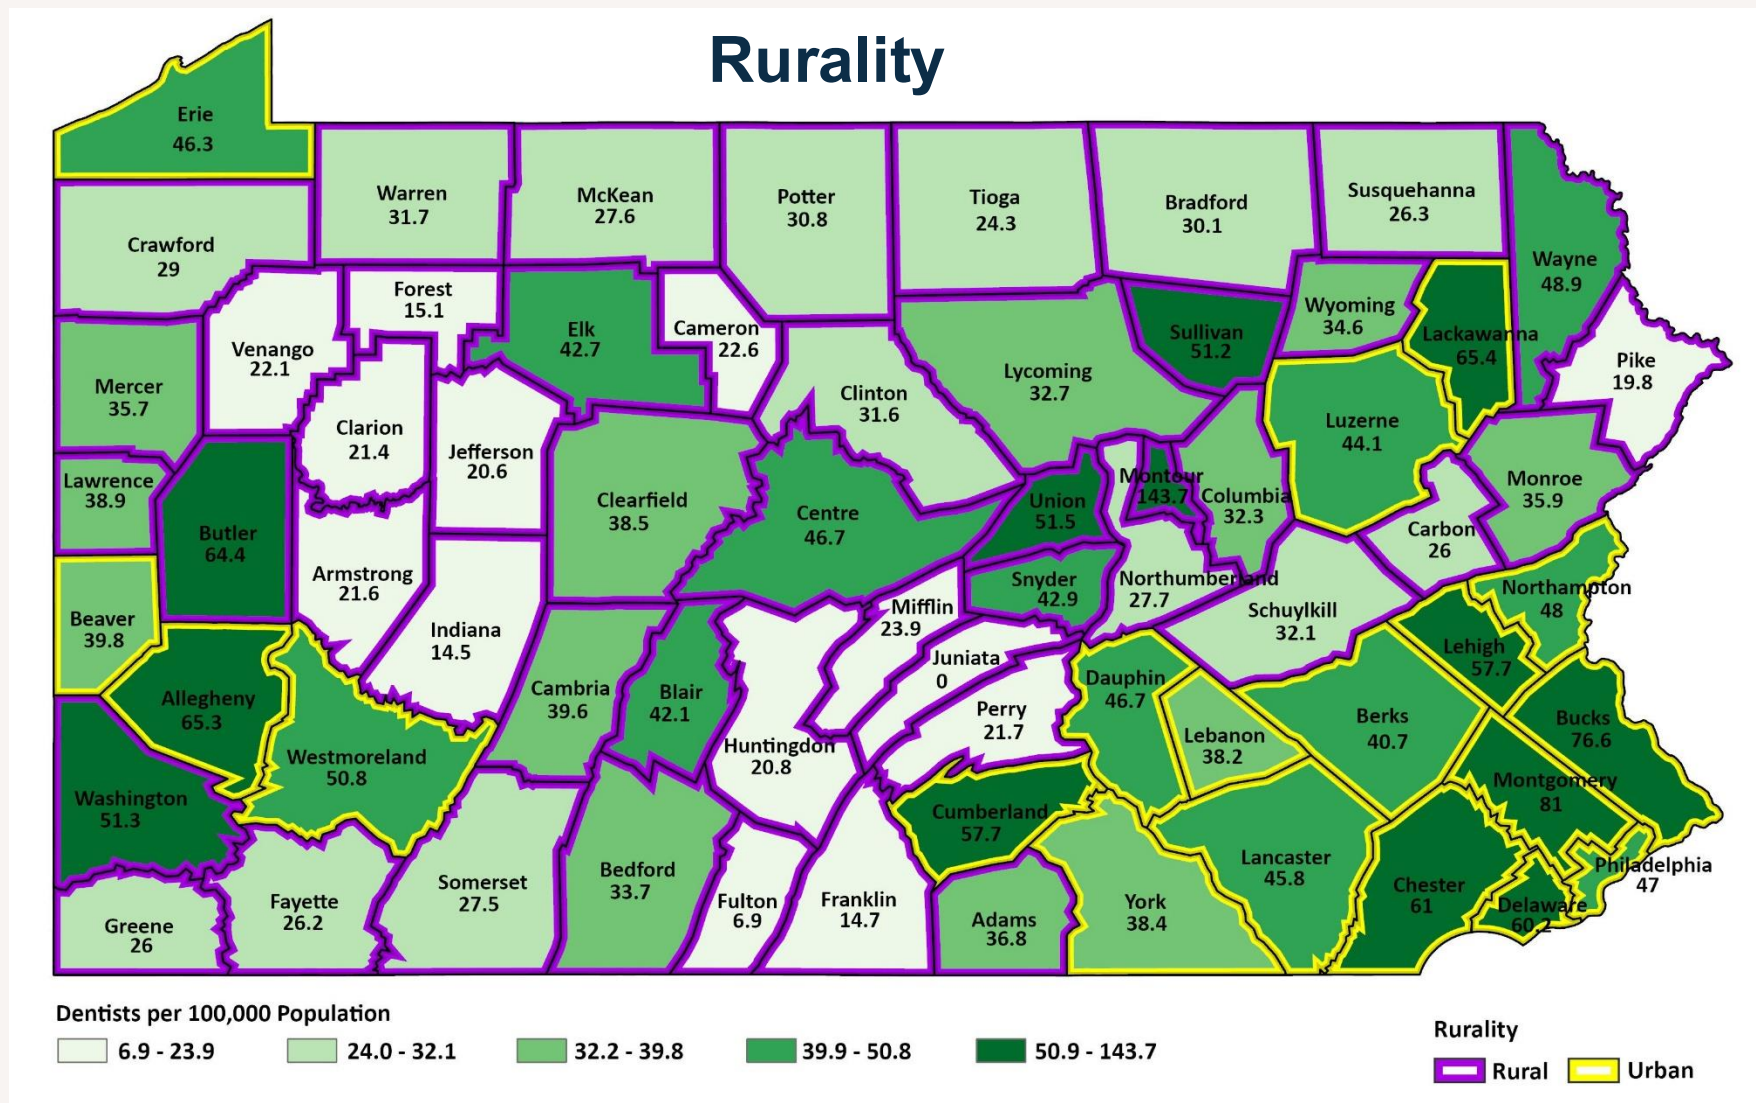 Rurality
Erie
46.3
Warren
31.7
McKean
27.6
Potter
30.8
Tioga
24.3
Bradford
30.1
Susquehanna
26.3
Crawford
29
Wayne
48.9
Forest
15.1
Elk
42.7
Cameron
22.6
Wyoming
34.6
Lackawanna
65.4
Sullivan
51.2
Pike
19.8
Venango
22.1
Mercer
35.7
Clinton
31.6
Lycoming
32.7
Luzerne
44.1
Clarion
21.4
Jefferson
20.6
Lawrence
38.9
Clearfield
38.5
Centre
46.7
Union
51.5
Montour
143.7
Columbia
32.3
Monroe
35.9
Butler
64.4
Carbon
26
Armstrong
21.6
Snyder
42.9
Northumberland
27.7
Northampton
48
Beaver
39.8
Indiana
14.5
Mifflin
23.9
Schuylkill
32.1
Juniata
0
Lehigh
57.7
Allegheny
65.3
Cambria
39.6
Blair
42.1
Dauphin
46.7
Perry
21.7
Berks
40.7
Bucks
76.6
Westmoreland
50.8
Huntingdon
20.8
Lebanon
38.2
Washington
51.3
Cumberland
57.7
Montgomery
81
Lancaster
45.8
Philadelphia
47
Bedford
33.7
Somerset
27.5
Chester
61
Fayette
26.2
Fulton
6.9
Franklin
14.7
York
38.4
Delaware
60.2
Greene
26
Adams
36.8
Dentists per 100,000 Population
6.9 - 23.9
24.0 - 32.1
32.2 - 39.8
39.9 - 50.8
50.9 - 143.7
Rurality
Rural
Urban